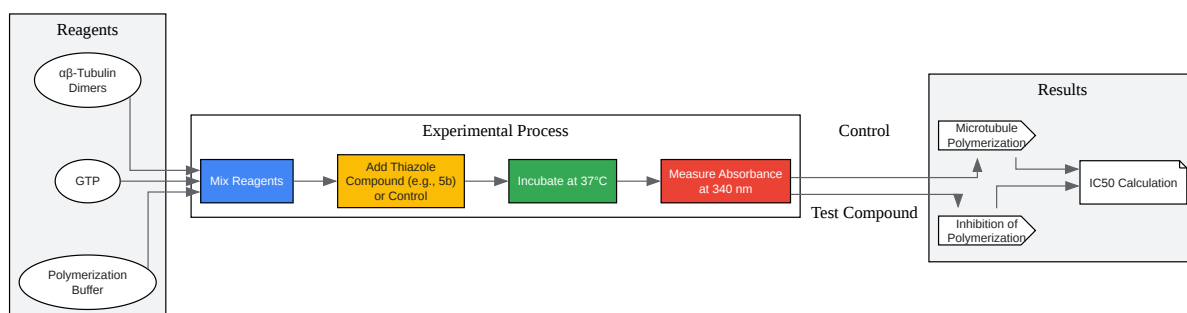 Reagents
αβ-Tubulin
Dimers
GTP
Polymerization
Buffer
Experimental Process
Mix Reagents
Add Thiazole
Compound (e.g., 5b)
or Control
Incubate at 37°C
Measure Absorbance
at 340 nm
Control
Test Compound
Results
Microtubule
Polymerization
Inhibition of
Polymerization
IC50 Calculation